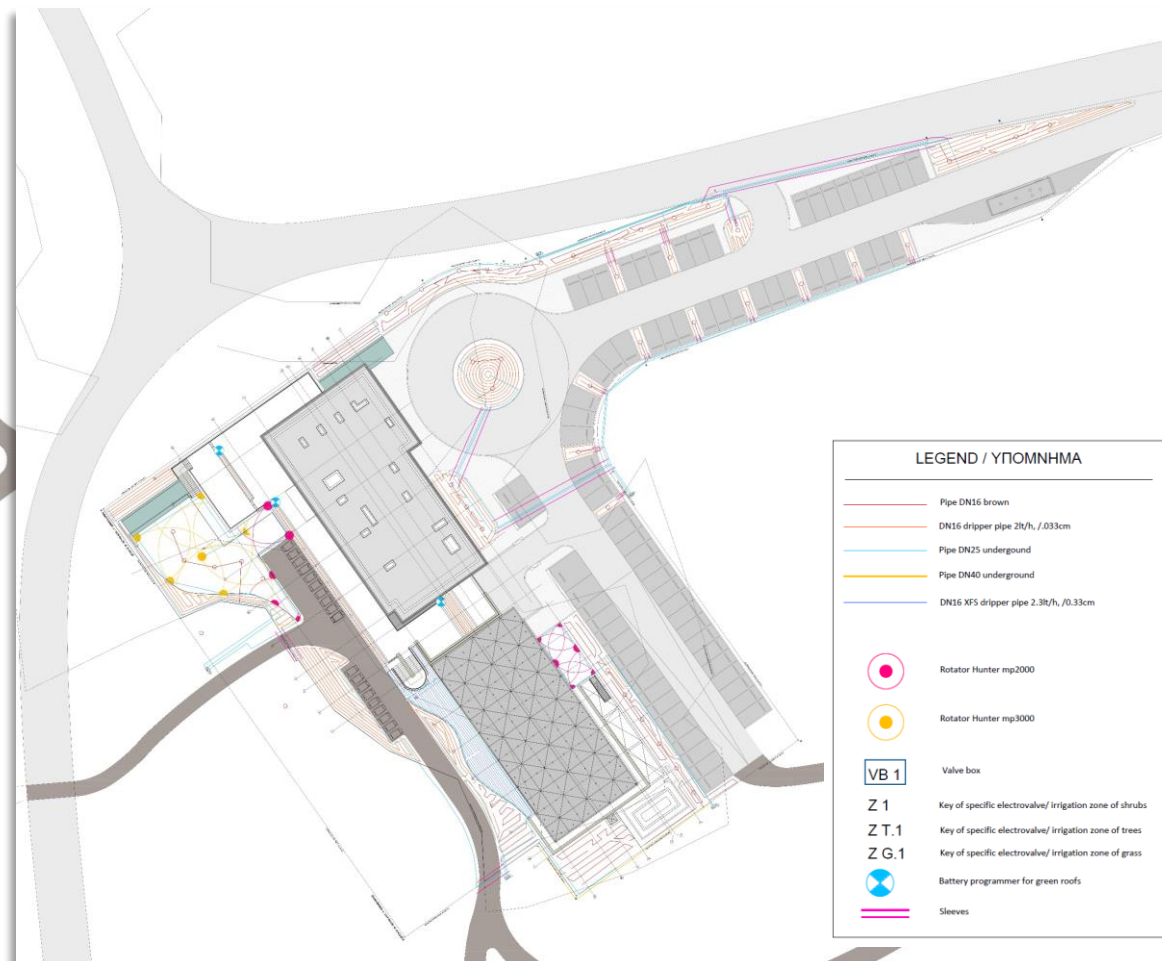 LEGEND / ΥΠΟΜΝΗΜΑ
Pipe DN16 brown
DN16 dripper pipe 2lt/h, /.033cm
Pipe DN25 undergound
Pipe DN40 underground
DN16 XFS dripper pipe 2.3lt/h, /0.33cm
Rotator Hunter mp2000
Rotator Hunter mp3000
VB 1 Valve box
Z 1 Key of specific electrovalve/ irrigation zone of shrubs
Z T.1 Key of specific electrovalve/ irrigation zone of trees
Z G.1 Key of specific electrovalve/ irrigation zone of grass
Battery programmer for green roofs
Sleeves